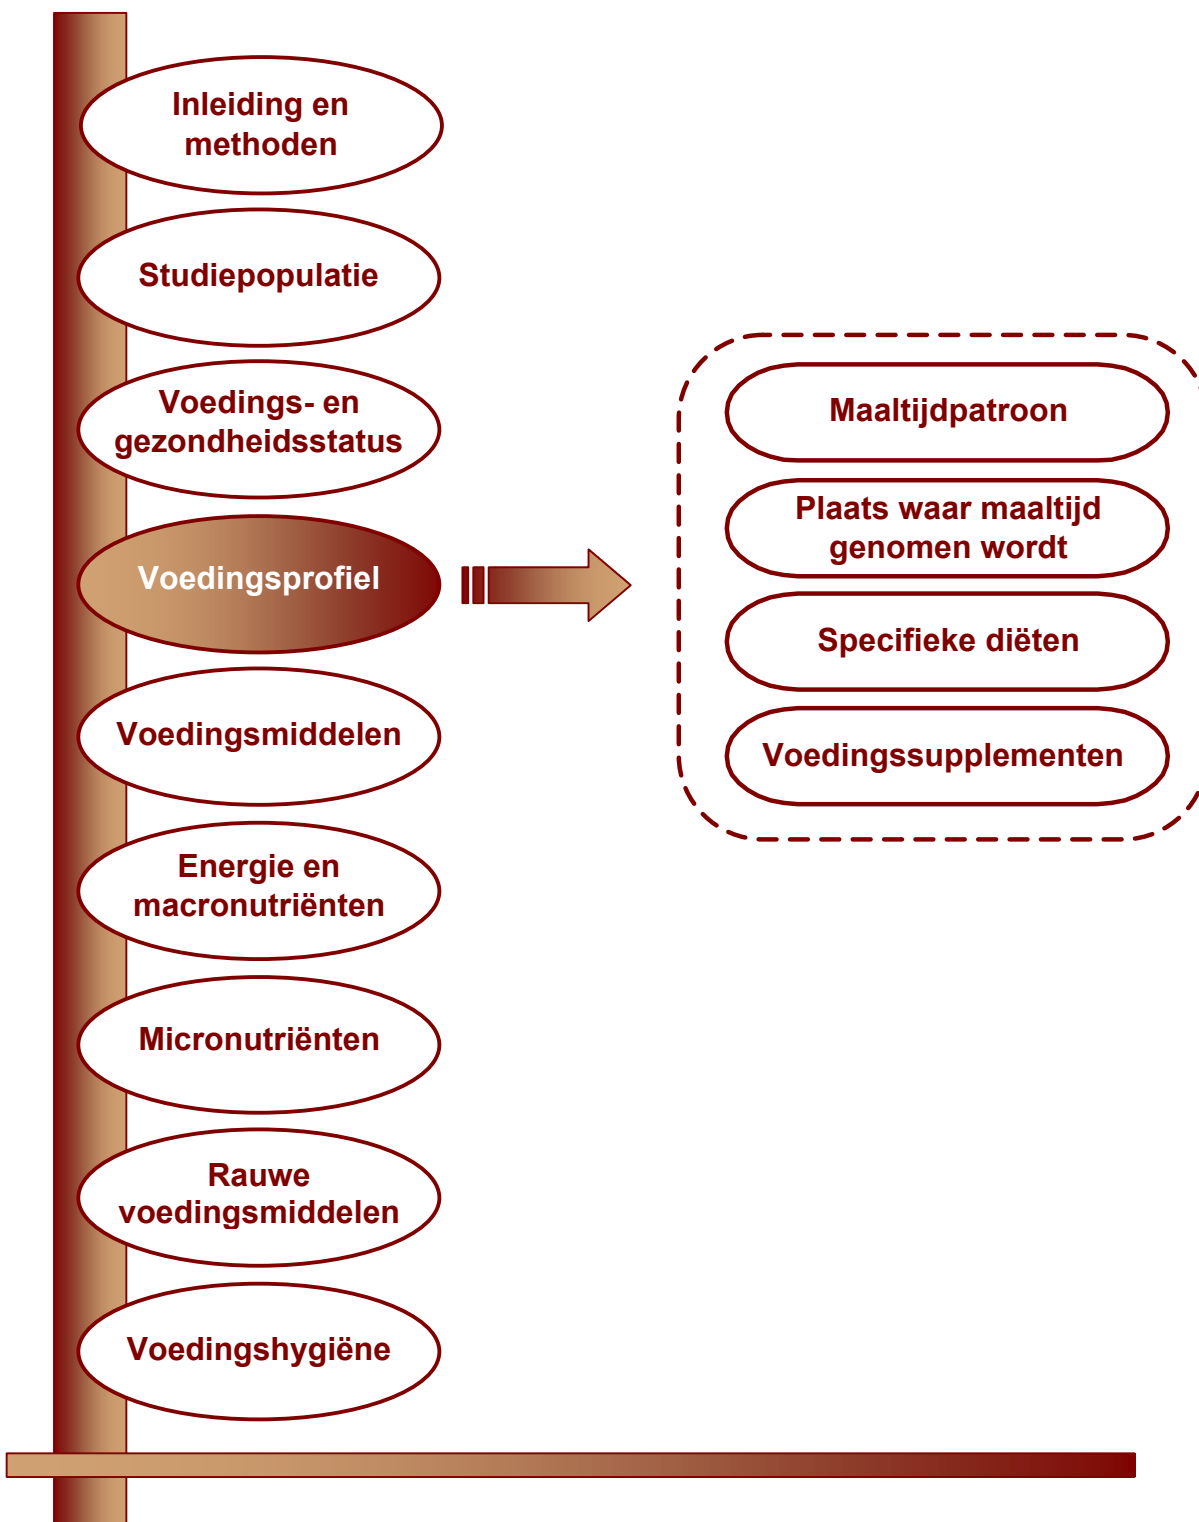 Inleiding en
methoden
Studiepopulatie
Voedings- en
gezondheidsstatus
Voedingsprofiel
Voedingsmiddelen
Energie en
macronutriënten
Micronutriënten
Rauwe
voedingsmiddelen
Voedingshygiëne
Maaltijdpatroon
Plaats waar maaltijd
genomen wordt
Specifieke diëten
Voedingssupplementen